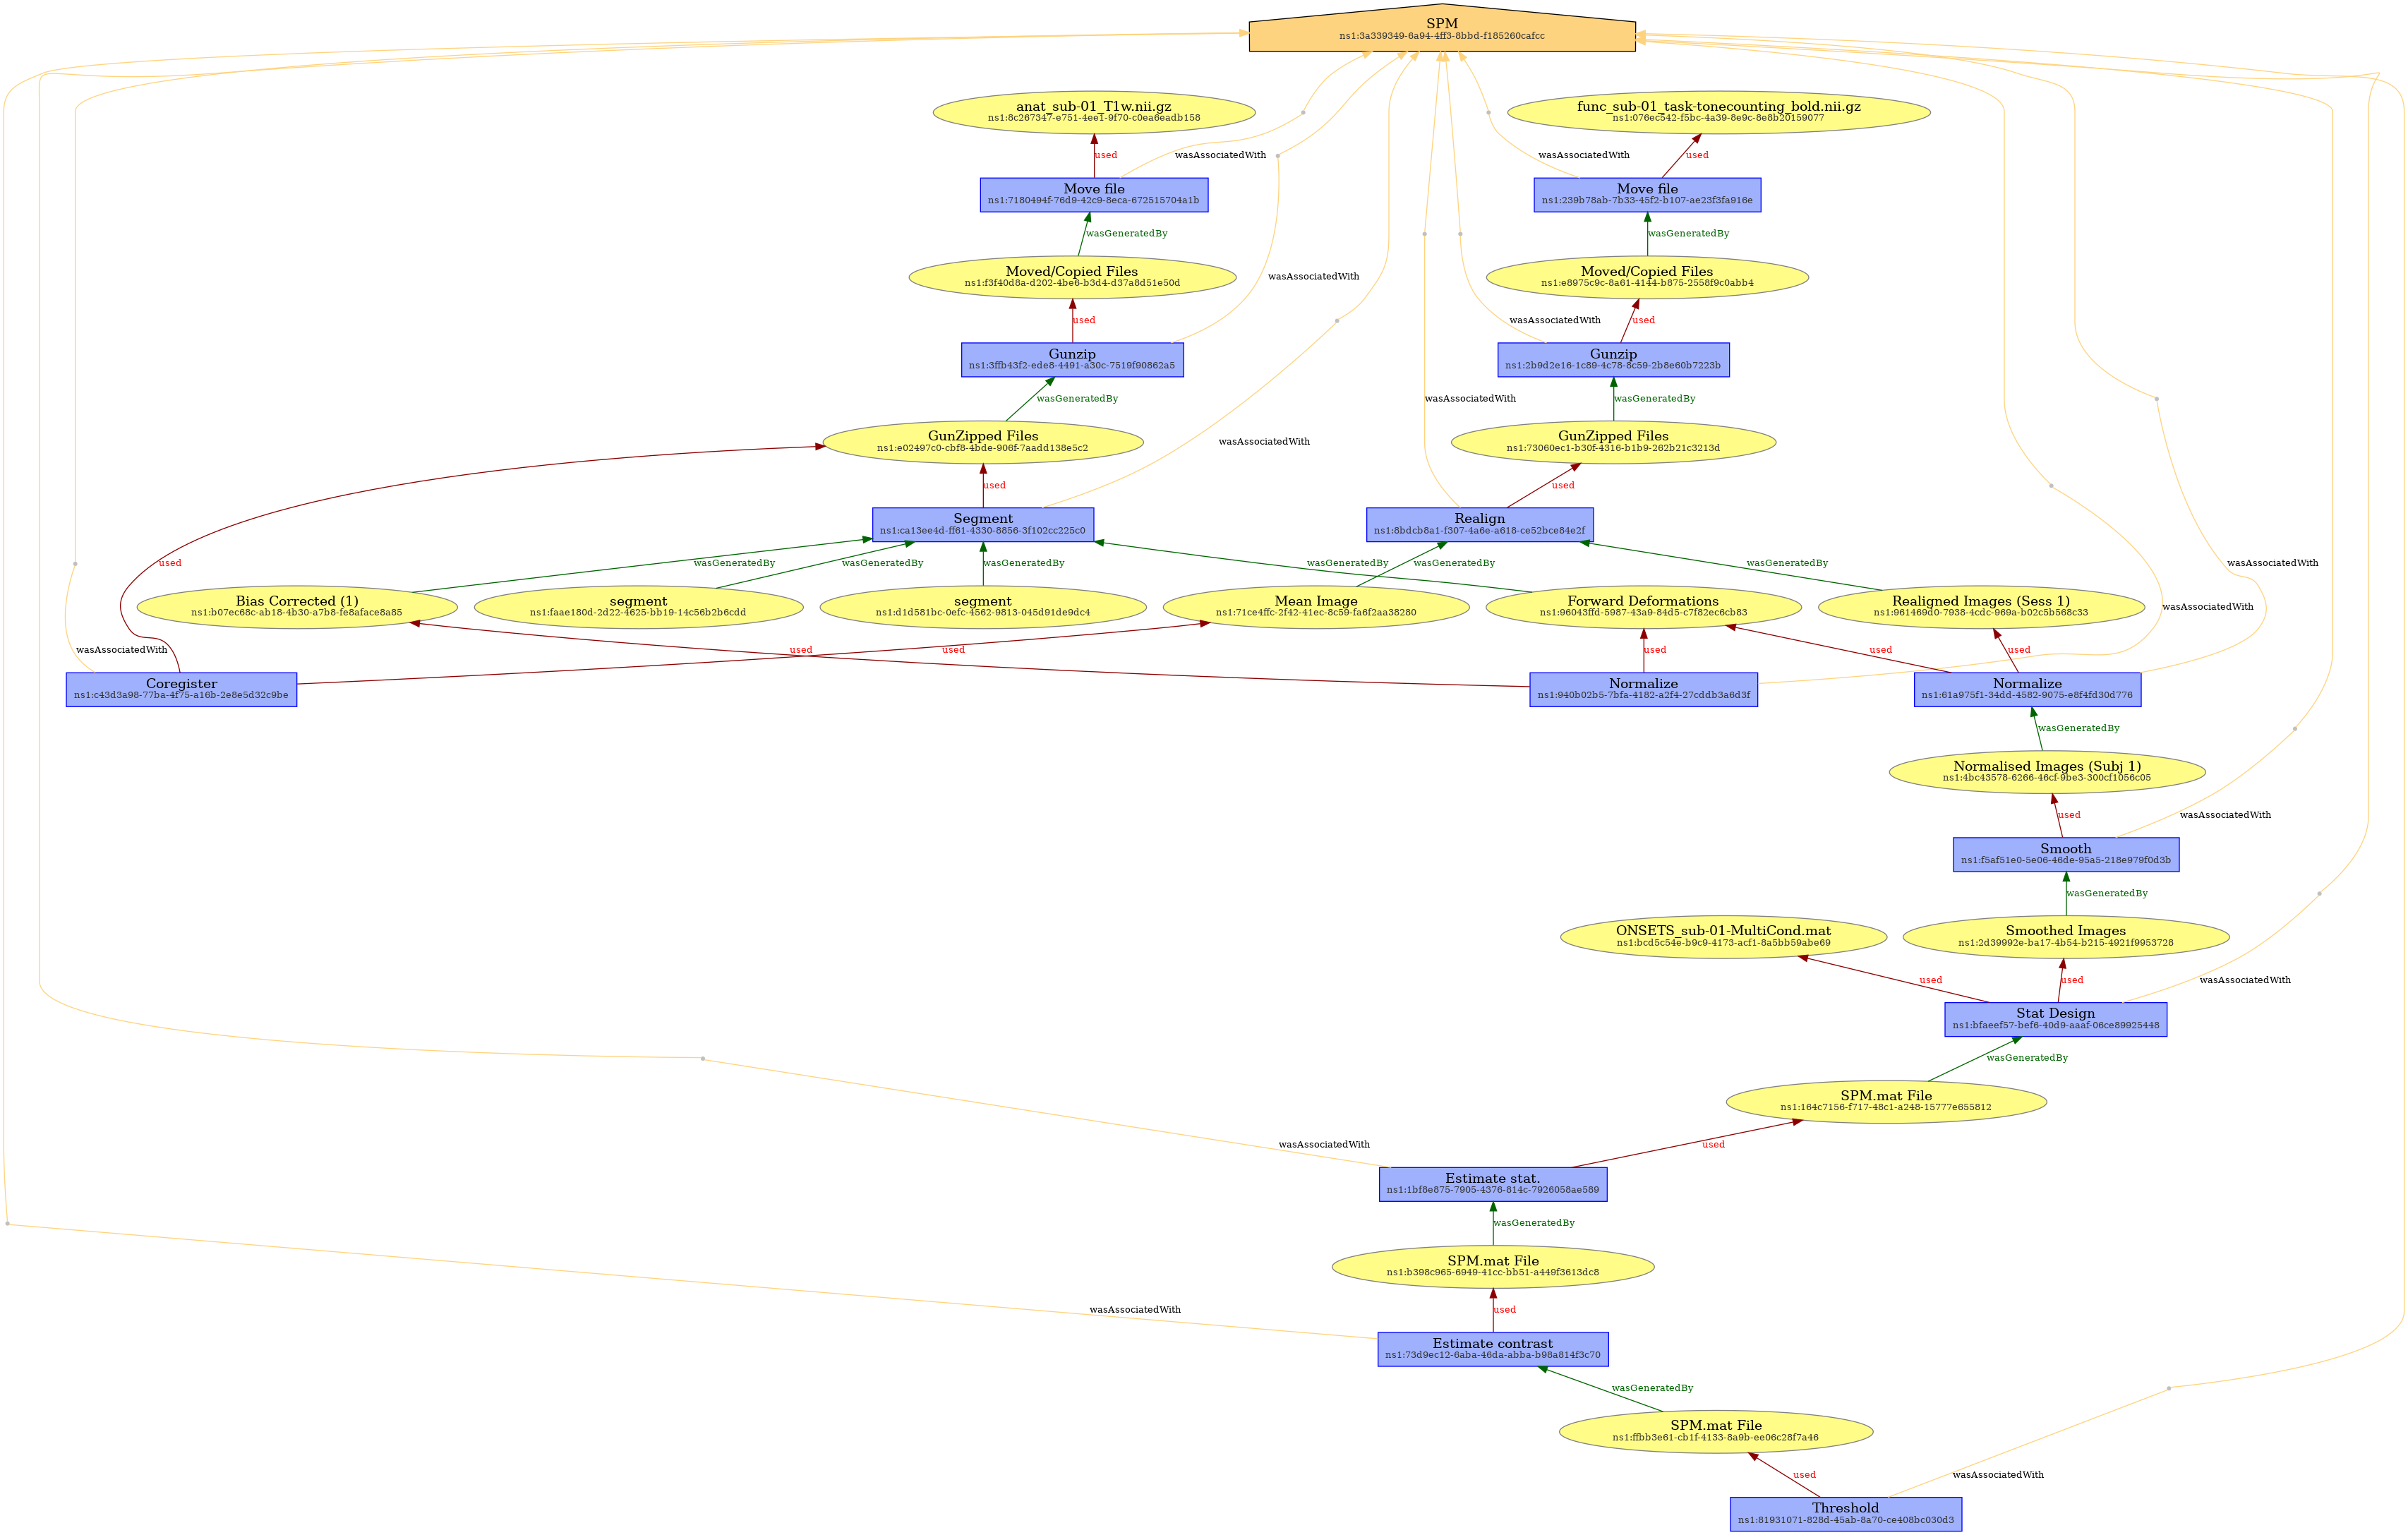 SPM
ns1:3a339349-6a94-4ff3-8bbd-f185260cafcc
anat_sub-01_T1w.nii.gz
ns1:8c267347-e751-4ee1-9f70-c0ea6eadb158
func_sub-01_task-tonecounting_bold.nii.gz
ns1:076ec542-f5bc-4a39-8e9c-8e8b20159077
used
wasAssociatedWith
wasAssociatedWith
used
Move file
ns1:7180494f-76d9-42c9-8eca-672515704a1b
Move file
ns1:239b78ab-7b33-45f2-b107-ae23f3fa916e
wasGeneratedBy
wasGeneratedBy
Moved/Copied Files
ns1:f3f40d8a-d202-4be6-b3d4-d37a8d51e50d
wasAssociatedWith
Moved/Copied Files
ns1:e8975c9c-8a61-4144-b875-2558f9c0abb4
used
wasAssociatedWith
used
Gunzip
ns1:3ffb43f2-ede8-4491-a30c-7519f90862a5
Gunzip
ns1:2b9d2e16-1c89-4c78-8c59-2b8e60b7223b
wasGeneratedBy
wasAssociatedWith
wasGeneratedBy
GunZipped Files
ns1:e02497c0-cbf8-4bde-906f-7aadd138e5c2
wasAssociatedWith
GunZipped Files
ns1:73060ec1-b30f-4316-b1b9-262b21c3213d
used
used
Segment
ns1:ca13ee4d-ff61-4330-8856-3f102cc225c0
Realign
ns1:8bdcb8a1-f307-4a6e-a618-ce52bce84e2f
used
wasGeneratedBy
wasGeneratedBy
wasGeneratedBy
wasGeneratedBy
wasGeneratedBy
wasGeneratedBy
wasAssociatedWith
Bias Corrected (1)
ns1:b07ec68c-ab18-4b30-a7b8-fe8aface8a85
segment
ns1:faae180d-2d22-4625-bb19-14c56b2b6cdd
segment
ns1:d1d581bc-0efc-4562-9813-045d91de9dc4
Mean Image
ns1:71ce4ffc-2f42-41ec-8c59-fa6f2aa38280
Forward Deformations
ns1:96043ffd-5987-43a9-84d5-c7f82ec6cb83
Realigned Images (Sess 1)
ns1:961469d0-7938-4cdc-969a-b02c5b568c33
wasAssociatedWith
wasAssociatedWith
used
used
used
used
used
Coregister
ns1:c43d3a98-77ba-4f75-a16b-2e8e5d32c9be
Normalize
ns1:940b02b5-7bfa-4182-a2f4-27cddb3a6d3f
Normalize
ns1:61a975f1-34dd-4582-9075-e8f4fd30d776
wasGeneratedBy
Normalised Images (Subj 1)
ns1:4bc43578-6266-46cf-9be3-300cf1056c05
used
wasAssociatedWith
Smooth
ns1:f5af51e0-5e06-46de-95a5-218e979f0d3b
wasGeneratedBy
ONSETS_sub-01-MultiCond.mat
ns1:bcd5c54e-b9c9-4173-acf1-8a5bb59abe69
Smoothed Images
ns1:2d39992e-ba17-4b54-b215-4921f9953728
used
used
wasAssociatedWith
Stat Design
ns1:bfaeef57-bef6-40d9-aaaf-06ce89925448
wasGeneratedBy
SPM.mat File
ns1:164c7156-f717-48c1-a248-15777e655812
wasAssociatedWith
used
Estimate stat.
ns1:1bf8e875-7905-4376-814c-7926058ae589
wasGeneratedBy
SPM.mat File
ns1:b398c965-6949-41cc-bb51-a449f3613dc8
wasAssociatedWith
used
Estimate contrast
ns1:73d9ec12-6aba-46da-abba-b98a814f3c70
wasGeneratedBy
SPM.mat File
ns1:ffbb3e61-cb1f-4133-8a9b-ee06c28f7a46
used
wasAssociatedWith
Threshold
ns1:81931071-828d-45ab-8a70-ce408bc030d3